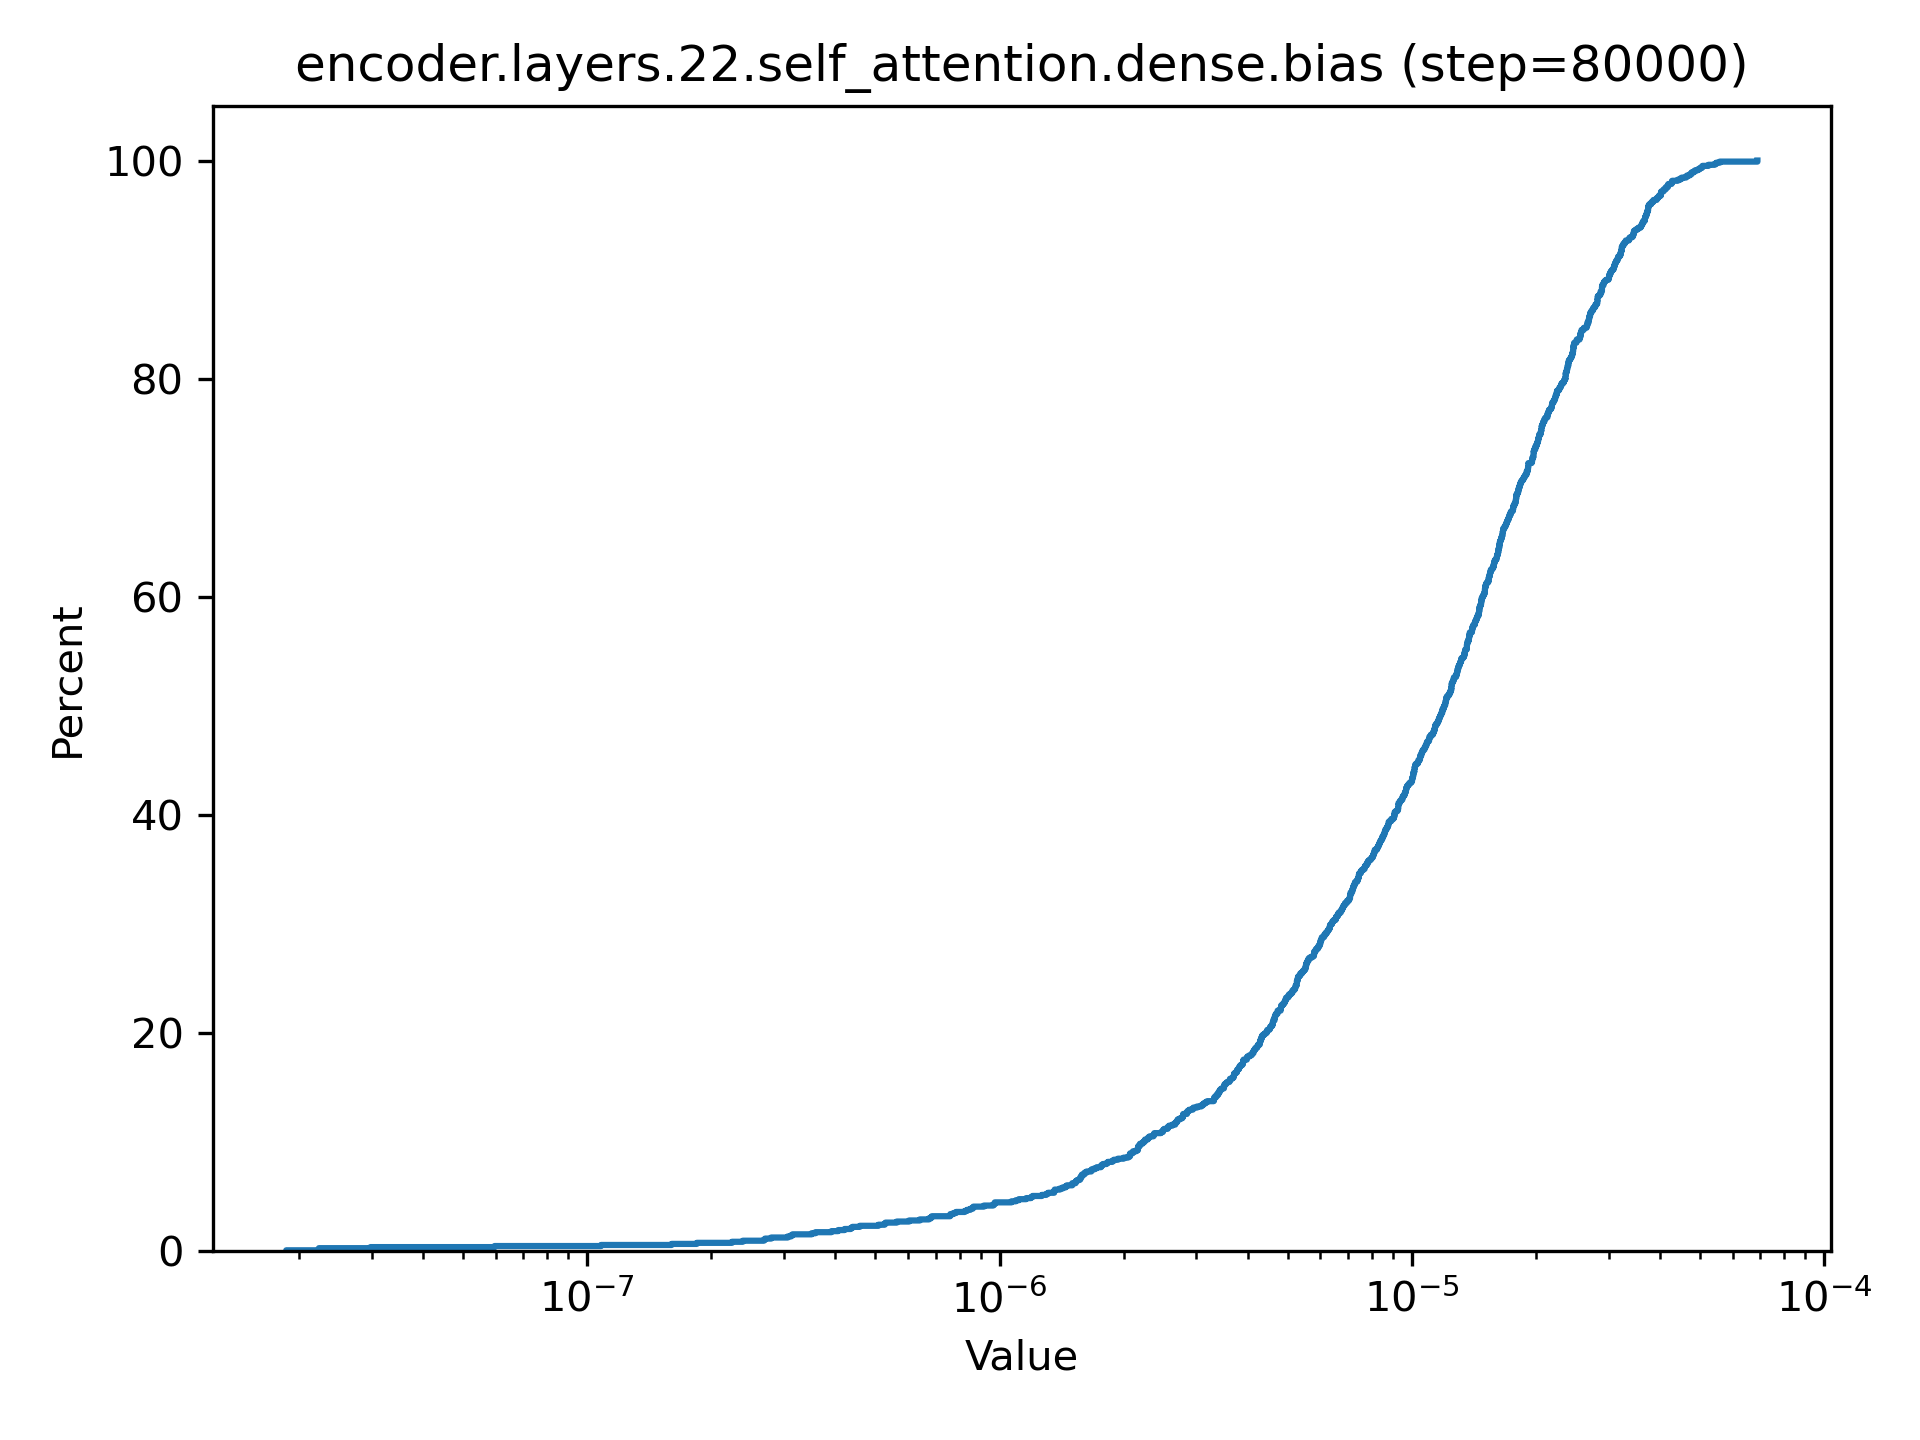 encoder.layers.22.self_attention.dense.bias (step=80000)
100
80
60
40
20
0
Percent
10⁻⁷ 10⁻⁶ 10⁻⁵ 10⁻⁴
Value